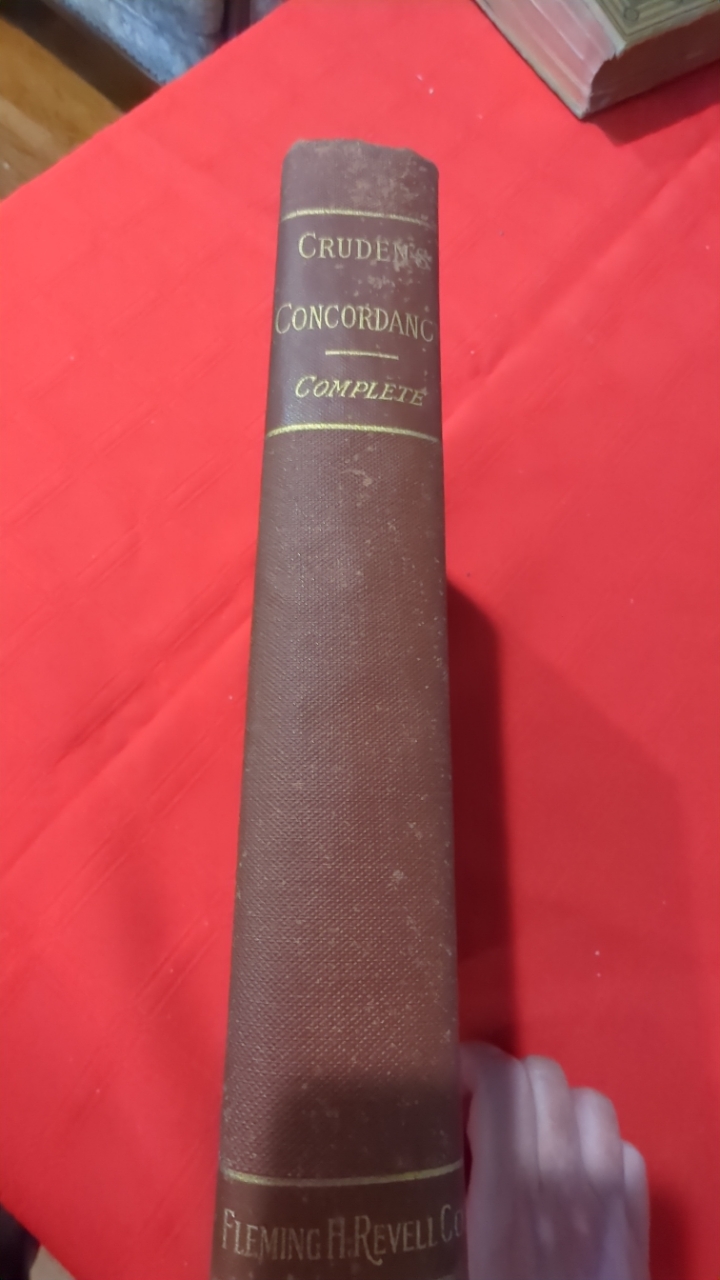 CRUDEN'S
CONCORDANC
COMPLETE
FLEMING H. REVELL Co